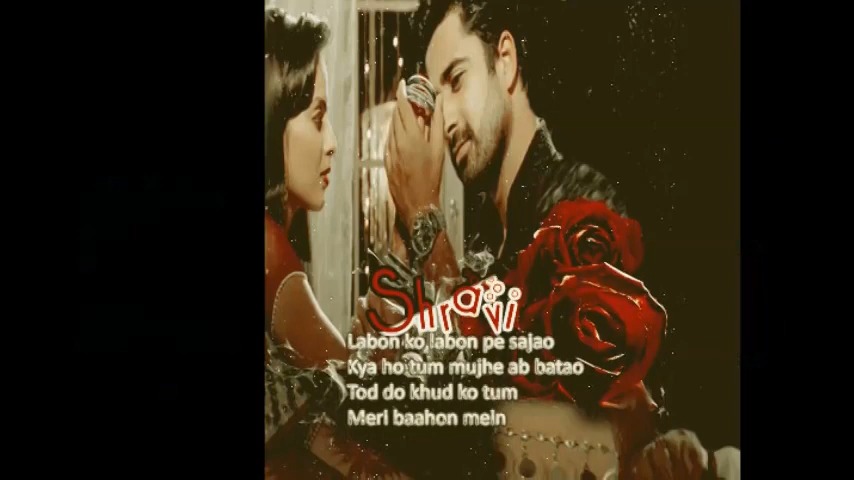 Shravi
Labon ko labon pe sajao
Kya ho tum mujhe ab batao
Tod do khud ko tum
Meri baahon mein